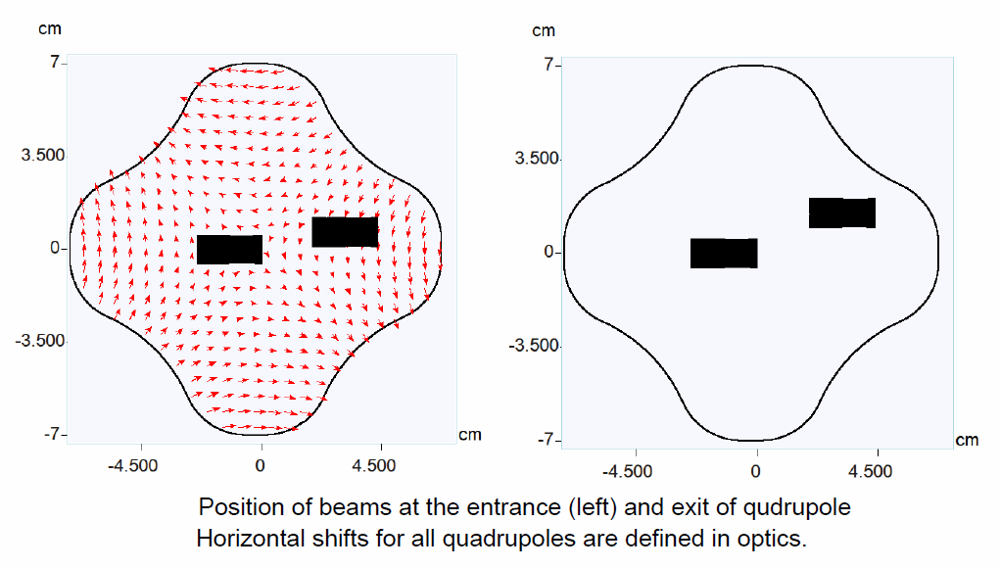 cm
7
3.500
0
-3.500
-7
cm
-4.500 0 4.500
cm
7
3.500
0
-3.500
-7
cm
-4.500 0 4.500
Position of beams at the entrance (left) and exit of qudrupole
Horizontal shifts for all quadrupoles are defined in optics.